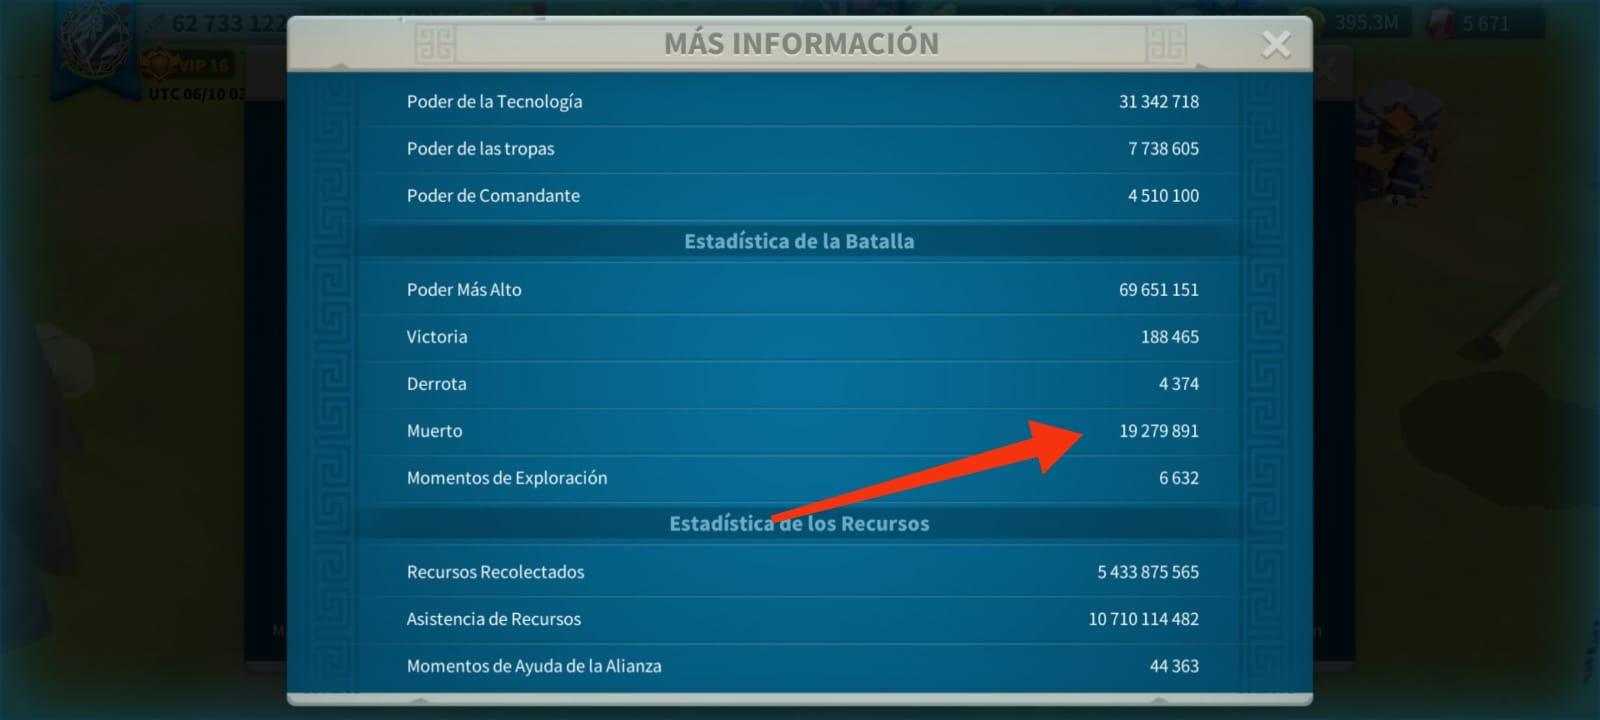 62 733 122
395.3M
5 671
MÁS INFORMACIÓN
VIP 16
UTC 06/10 03
Poder de la Tecnología 31 342 718
Poder de las tropas 7 738 605
Poder de Comandante 4 510 100
Estadística de la Batalla
Poder Más Alto 69 651 151
Victoria 188 465
Derrota 4 374
Muerto 19 279 891
Momentos de Exploración 6 632
Estadística de los Recursos
Recursos Recolectados 5 433 875 565
Asistencia de Recursos 10 710 114 482
Momentos de Ayuda de la Alianza 44 363